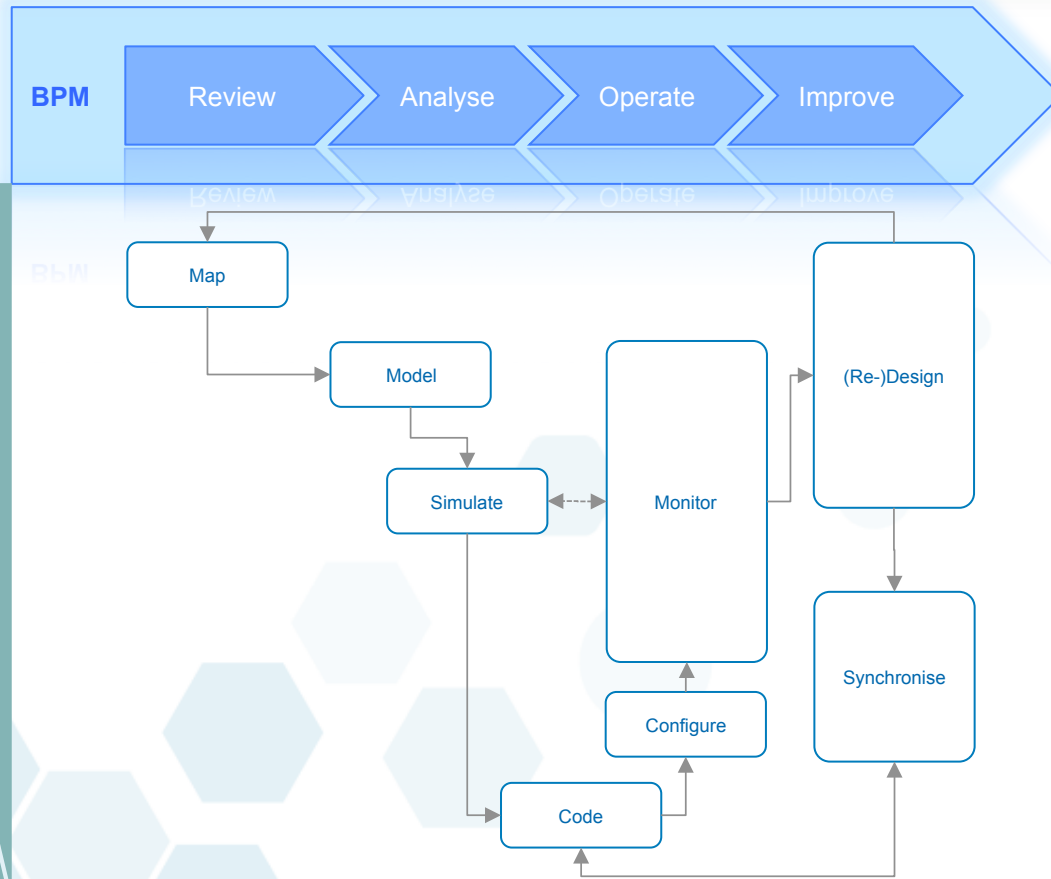 BPM
Review
Analyse
Operate
Improve
Map
Model
(Re-)Design
Simulate
Monitor
Synchronise
Configure
Code